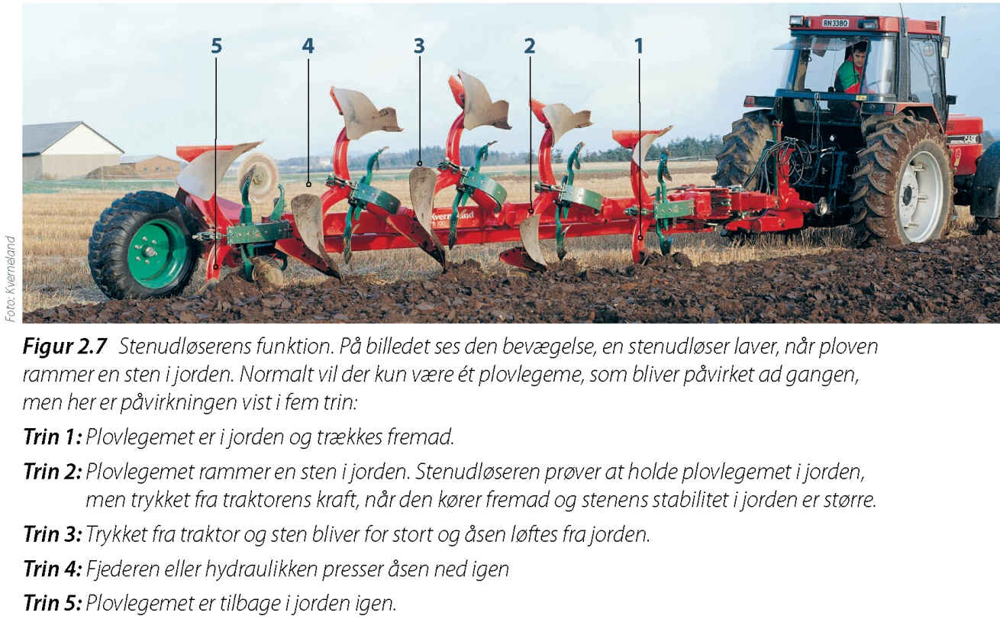 5 4 3 2 1
RN3380
CASE
Kverneland
100
Foto: Kverneland
Figur 2.7 Stenudløserens funktion. På billedet ses den bevægelse, en stenudløser laver, når ploven
rammer en sten i jorden. Normalt vil der kun være ét plovlegeme, som bliver påvirket ad gangen,
men her er påvirkningen vist i fem trin:
Trin 1: Plovlegemet er i jorden og trækkes fremad.
Trin 2: Plovlegemet rammer en sten i jorden. Stenudløseren prøver at holde plovlegemet i jorden,
men trykket fra traktorens kraft, når den kører fremad og stenens stabilitet i jorden er større.
Trin 3: Trykket fra traktor og sten bliver for stort og åsen løftes fra jorden.
Trin 4: Fjederen eller hydraulikken presser åsen ned igen
Trin 5: Plovlegemet er tilbage i jorden igen.